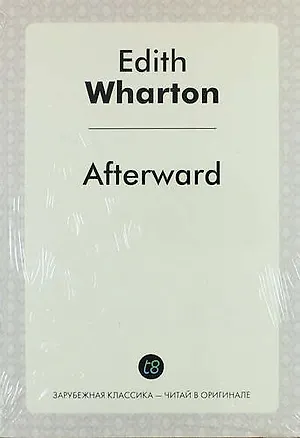 Edith
Wharton
Afterward
t8
ЗАРУБЕЖНАЯ КЛАССИКА — ЧИТАЙ В ОРИГИНАЛЕ